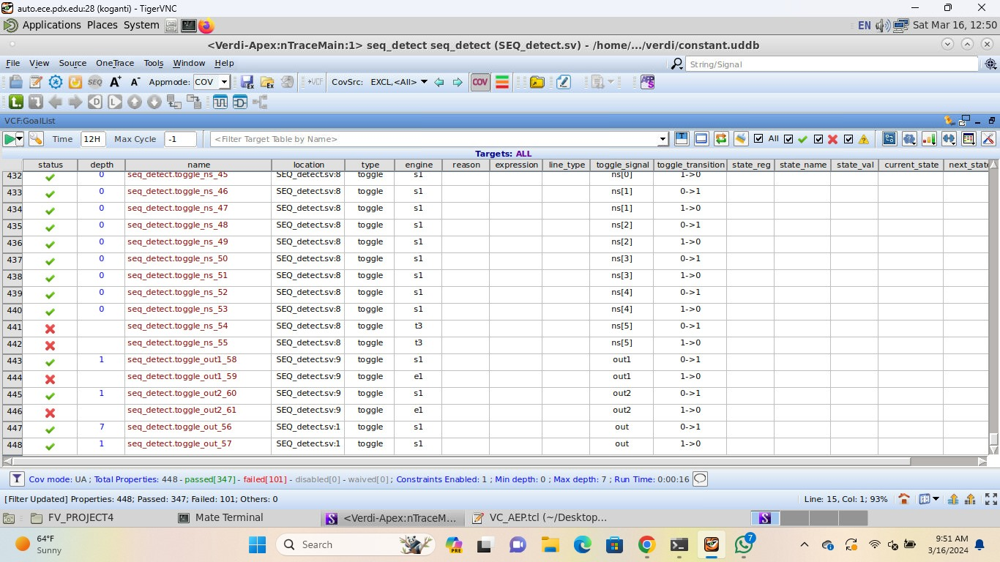 auto.ece.pdx.edu:28 (koganti) - TigerVNC
Applications Places System EN Sat Mar 16, 12:50
<Verdi-Apex:nTraceMain:1> seq_detect seq_detect (SEQ_detect.sv) - /home/.../verdi/constant.uddb
File View Source OneTrace Tools Window Help String/Signal
SEQ A+ A- Appmode: COV Ex Ex →VCF CovSrc: EXCL,<All> COV
D L
VCF:GoalList
Time 12H Max Cycle -1 <Filter Target Table by Name> T All
Targets: ALL
status depth name location type engine reason expression line_type toggle_signal toggle_transition state_reg state_name state_val current_state next_state
432 0 seq_detect.toggle_ns_45 SEQ_detect.sv:8 toggle s1 ns[0] 1->0
433 0 seq_detect.toggle_ns_46 SEQ_detect.sv:8 toggle s1 ns[1] 0->1
434 0 seq_detect.toggle_ns_47 SEQ_detect.sv:8 toggle s1 ns[1] 1->0
435 0 seq_detect.toggle_ns_48 SEQ_detect.sv:8 toggle s1 ns[2] 0->1
436 0 seq_detect.toggle_ns_49 SEQ_detect.sv:8 toggle s1 ns[2] 1->0
437 0 seq_detect.toggle_ns_50 SEQ_detect.sv:8 toggle s1 ns[3] 0->1
438 0 seq_detect.toggle_ns_51 SEQ_detect.sv:8 toggle s1 ns[3] 1->0
439 0 seq_detect.toggle_ns_52 SEQ_detect.sv:8 toggle s1 ns[4] 0->1
440 0 seq_detect.toggle_ns_53 SEQ_detect.sv:8 toggle s1 ns[4] 1->0
441 seq_detect.toggle_ns_54 SEQ_detect.sv:8 toggle t3 ns[5] 0->1
442 seq_detect.toggle_ns_55 SEQ_detect.sv:8 toggle t3 ns[5] 1->0
443 1 seq_detect.toggle_out1_58 SEQ_detect.sv:9 toggle s1 out1 0->1
444 seq_detect.toggle_out1_59 SEQ_detect.sv:9 toggle e1 out1 1->0
445 1 seq_detect.toggle_out2_60 SEQ_detect.sv:9 toggle s1 out2 0->1
446 seq_detect.toggle_out2_61 SEQ_detect.sv:9 toggle e1 out2 1->0
447 7 seq_detect.toggle_out_56 SEQ_detect.sv:1 toggle s1 out 0->1
448 1 seq_detect.toggle_out_57 SEQ_detect.sv:1 toggle s1 out 1->0
Cov mode: UA ; Total Properties: 448 - passed[347] - failed[101] - disabled[0] - waived[0] ; Constraints Enabled: 1 ; Min depth: 0 ; Max depth: 7 ; Run Time: 0:00:16
[Filter Updated] Properties: 448; Passed: 347; Failed: 101; Others: 0 Line: 15, Col: 1; 93%
FV_PROJECT4 Mate Terminal S <Verdi-Apex:nTraceM... VC_AEP.tcl (~/Desktop... S
64°F
Sunny
Search
PRE
7
9:51 AM
3/16/2024